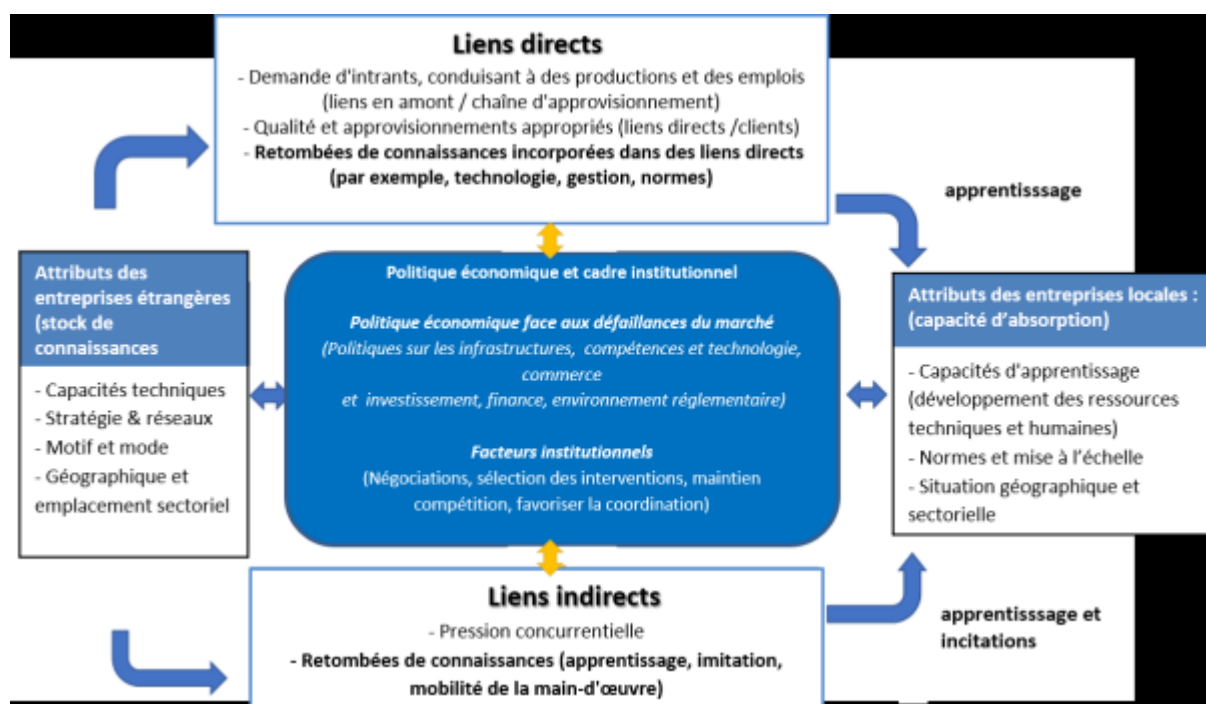 Liens directs
- Demande d'intrants, conduisant à des productions et des emplois
(liens en amont / chaîne d'approvisionnement)
- Qualité et approvisionnements appropriés (liens directs /clients)
- Retombées de connaissances incorporées dans des liens directs
(par exemple, technologie, gestion, normes)
apprentisssage
Attributs des
entreprises étrangères
(stock de
connaissances
- Capacités techniques
- Stratégie & réseaux
- Motif et mode
- Géographique et
emplacement sectoriel
Politique économique et cadre institutionnel
Politique économique face aux défaillances du marché
(Politiques sur les infrastructures, compétences et technologie,
commerce
et investissement, finance, environnement réglementaire)
Facteurs institutionnels
(Négociations, sélection des interventions, maintien
compétition, favoriser la coordination)
Attributs des entreprises locales :
(capacité d'absorption)
- Capacités d'apprentissage
(développement des ressources
techniques et humaines)
- Normes et mise à l'échelle
- Situation géographique et
sectorielle
Liens indirects
- Pression concurrentielle
- Retombées de connaissances (apprentissage, imitation,
mobilité de la main-d'œuvre)
apprentisssage et
incitations